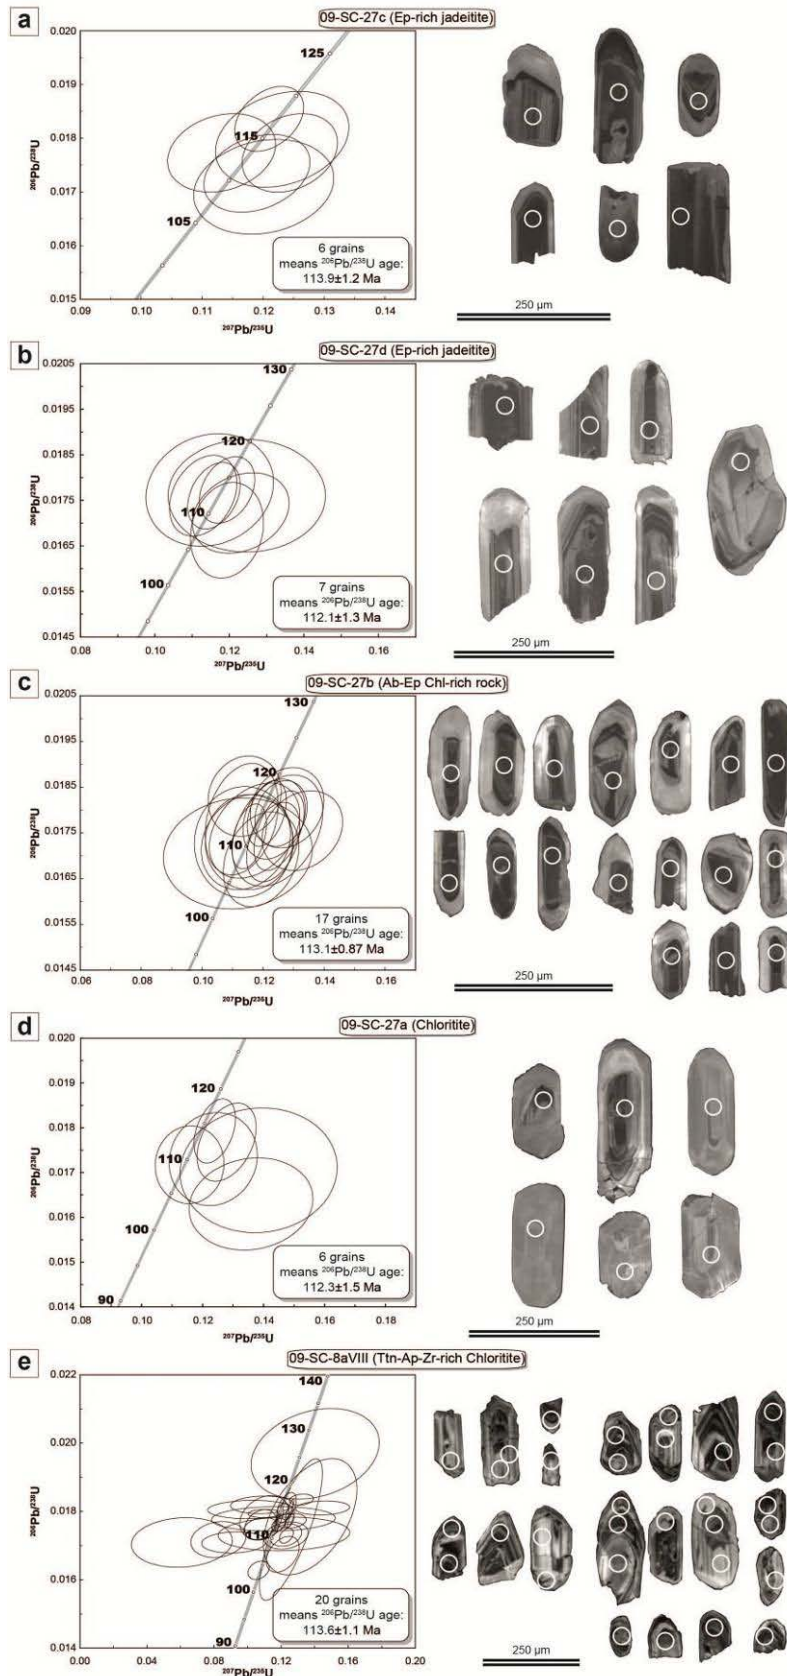 a
09-SC-27c (Ep-rich jadeitite)
0.020
0.019
0.018
0.017
0.016
0.015
²⁰⁶Pb/²³⁸U
125
115
105
6 grains
means ²⁰⁶Pb/²³⁸U age:
113.9±1.2 Ma
0.09 0.10 0.11 0.12 0.13 0.14
²⁰⁷Pb/²³⁵U
250 µm
b
09-SC-27d (Ep-rich jadeitite)
0.0205
0.0195
0.0185
0.0175
0.0165
0.0155
0.0145
²⁰⁶Pb/²³⁸U
130
120
110
100
7 grains
means ²⁰⁶Pb/²³⁸U age:
112.1±1.3 Ma
0.08 0.10 0.12 0.14 0.16
²⁰⁷Pb/²³⁵U
250 µm
c
09-SC-27b (Ab-Ep Chl-rich rock)
0.0205
0.0195
0.0185
0.0175
0.0165
0.0155
0.0145
²⁰⁶Pb/²³⁸U
130
120
110
100
17 grains
means ²⁰⁶Pb/²³⁸U age:
113.1±0.87 Ma
0.06 0.08 0.10 0.12 0.14 0.16 0.18
²⁰⁷Pb/²³⁵U
250 µm
d
09-SC-27a (Chloritite)
0.020
0.019
0.018
0.017
0.016
0.015
0.014
²⁰⁶Pb/²³⁸U
120
110
100
90
6 grains
means ²⁰⁶Pb/²³⁸U age:
112.3±1.5 Ma
0.08 0.10 0.12 0.14 0.16 0.18
²⁰⁷Pb/²³⁵U
250 µm
e
09-SC-8aVIII (Ttn-Ap-Zr-rich Chloritite)
0.022
0.020
0.018
0.016
0.014
²⁰⁶Pb/²³⁸U
140
130
120
110
100
90
20 grains
means ²⁰⁶Pb/²³⁸U age:
113.6±1.1 Ma
0.00 0.04 0.08 0.12 0.16 0.20
²⁰⁷Pb/²³⁵U
250 µm